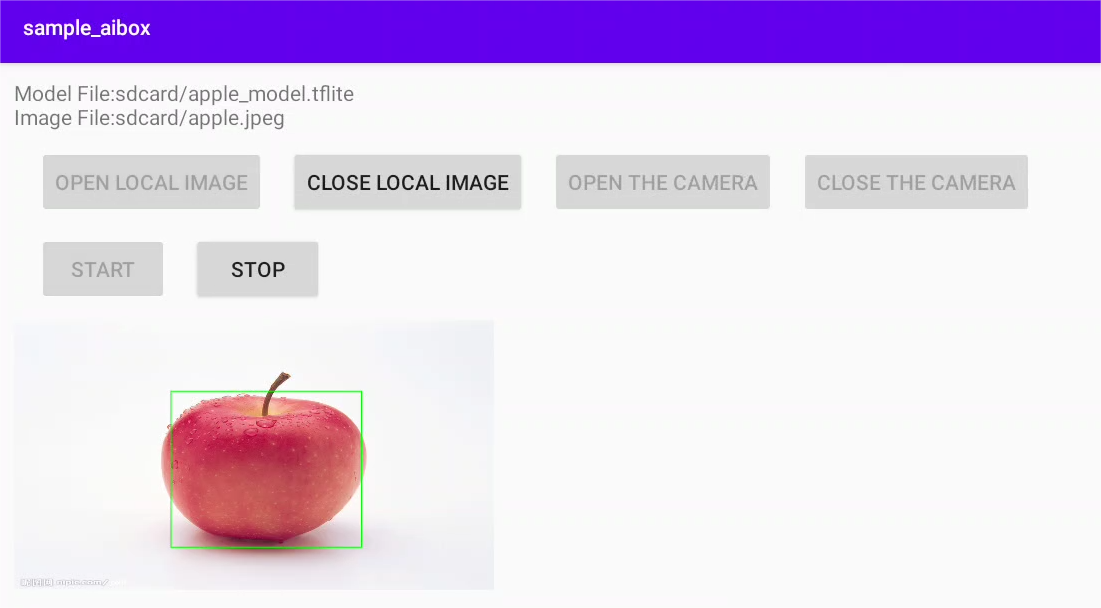 sample_aibox
Model File:sdcard/apple_model.tflite
Image File:sdcard/apple.jpeg
OPEN LOCAL IMAGE
CLOSE LOCAL IMAGE
OPEN THE CAMERA
CLOSE THE CAMERA
START
STOP